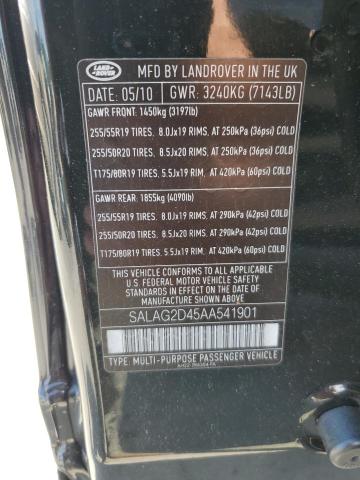 LAND
ROVER
MFD BY LANDROVER IN THE UK
DATE: 05/10 GWR: 3240KG (7143LB)
GAWR FRONT: 1450kg (3197lb)
255/55R19 TIRES, 8.0Jx19 RIMS, AT 250kPa (36psi) COLD
255/50R20 TIRES, 8.5Jx20 RIMS, AT 250kPa (36psi) COLD
T175/80R19 TIRES, 5.5Jx19 RIM, AT 420kPa (60psi) COLD
GAWR REAR: 1855kg (4090lb)
255/55R19 TIRES, 8.0Jx19 RIMS, AT 290kPa (42psi) COLD
255/50R20 TIRES, 8.5Jx20 RIMS, AT 290kPa (42psi) COLD
T175/80R19 TIRES, 5.5Jx19 RIM, AT 420kPa (60psi) COLD
THIS VEHICLE CONFORMS TO ALL APPLICABLE
U.S. FEDERAL MOTOR VEHICLE SAFETY STANDARDS
IN EFFECT ON THE DATE
OF MANUFACTURE SHOWN ABOVE.
SALAG2D45AA541901
TYPE: MULTI-PURPOSE PASSENGER VEHICLE